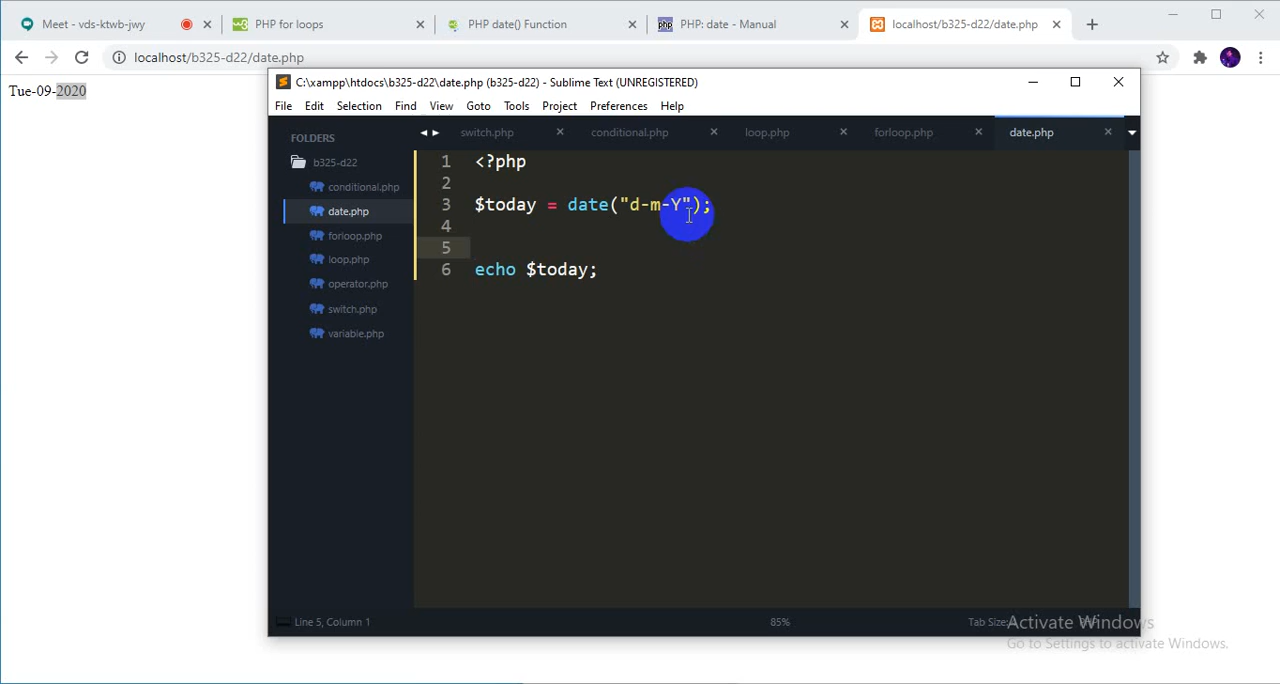 Meet - vds-ktwb-jwy
PHP for loops
PHP date() Function
PHP: date - Manual
localhost/b325-d22/date.php
localhost/b325-d22/date.php
Tue-09-2020
C:\xampp\htdocs\b325-d22\date.php (b325-d22) - Sublime Text (UNREGISTERED)
File Edit Selection Find View Goto Tools Project Preferences Help
FOLDERS
b325-d22
conditional.php
date.php
forloop.php
loop.php
operator.php
switch.php
variable.php
switch.php
conditional.php
loop.php
forloop.php
date.php
1 <?php
2
3 $today = date("d-m-Y");
4
5
6 echo $today;
Line 5, Column 1
85%
Tab Size:
Activate Windows
Go to Settings to activate Windows.